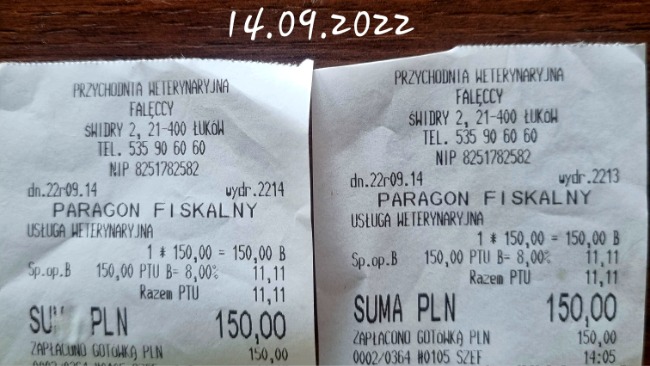 14.09.2022
PRZYCHODNIA WETERYNARYJNA
FALĘCCY
ŚWIDRY 2, 21-400 ŁUKÓW
TEL. 535 90 60 60
NIP 8251782582
dn.22r09.14 wydr.2214
PARAGON FISKALNY
USŁUGA WETERYNARYJNA
1 * 150,00 = 150,00 B
Sp.op.B 150,00 PTU B= 8,00% 11,11
Razem PTU 11,11
SUMA PLN 150,00
ZAPŁACONO GOTÓWKĄ PLN 150,00
0002/0364 #0105 SZEF
PRZYCHODNIA WETERYNARYJNA
FALĘCCY
ŚWIDRY 2, 21-400 ŁUKÓW
TEL. 535 90 60 60
NIP 8251782582
dn.22r09.14 wydr.2213
PARAGON FISKALNY
USŁUGA WETERYNARYJNA
1 * 150,00 = 150,00 B
Sp.op.B 150,00 PTU B= 8,00% 11,11
Razem PTU 11,11
SUMA PLN 150,00
ZAPŁACONO GOTÓWKĄ PLN 150,00
0002/0364 #0105 SZEF 14:05